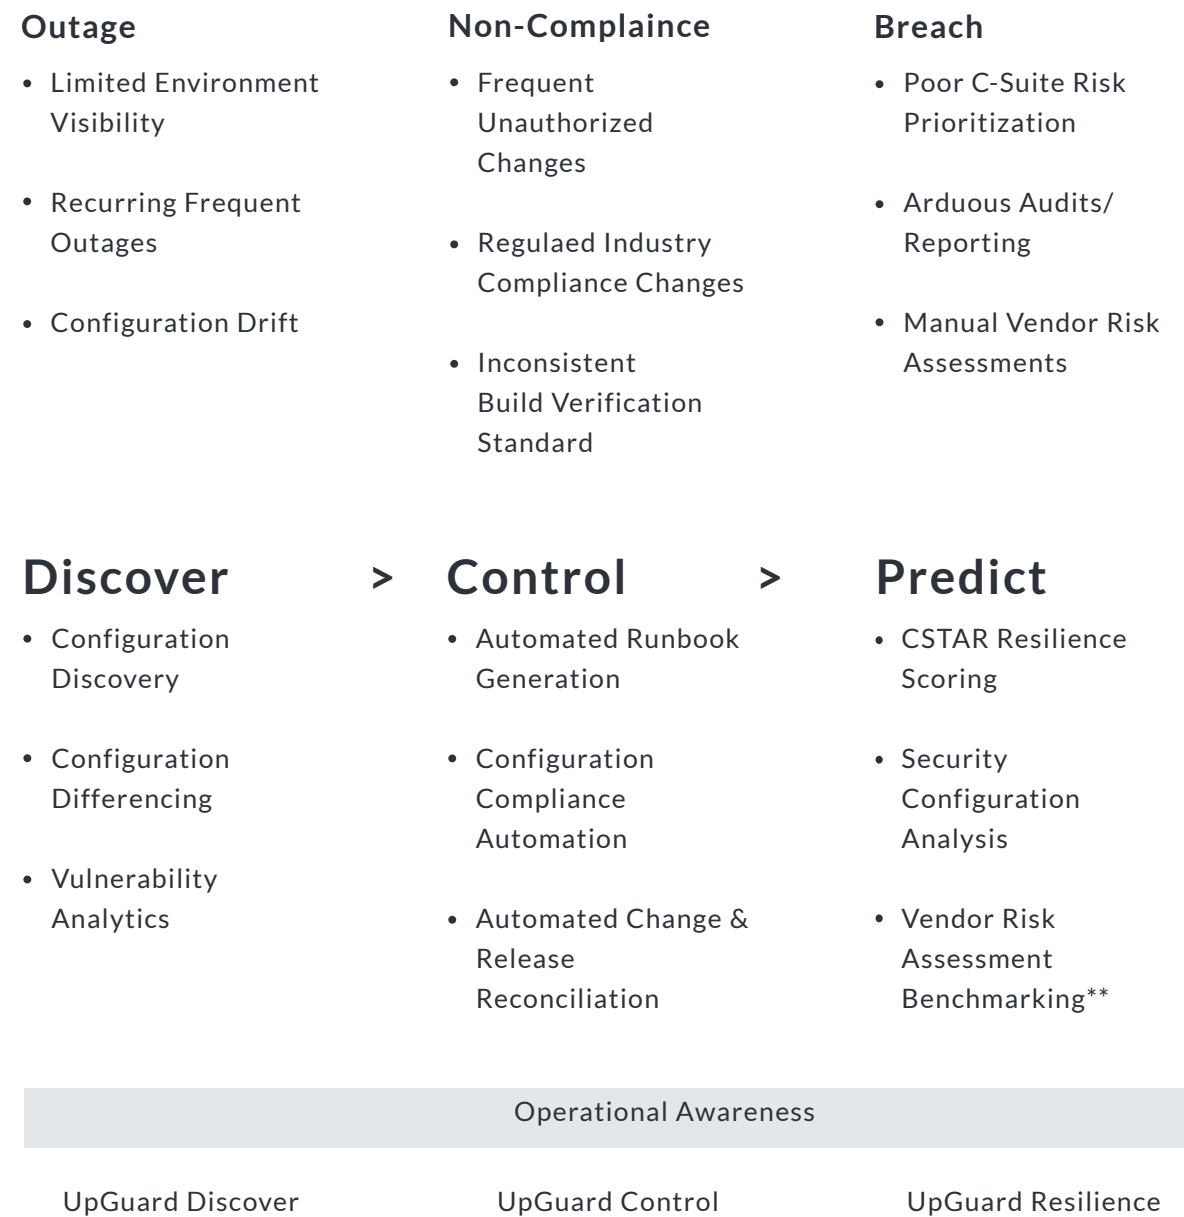 Outage
• Limited Environment
Visibility
• Recurring Frequent
Outages
• Configuration Drift
Non-Complaince
• Frequent
Unauthorized
Changes
• Regulaed Industry
Compliance Changes
• Inconsistent
Build Verification
Standard
Breach
• Poor C-Suite Risk
Prioritization
• Arduous Audits/
Reporting
• Manual Vendor Risk
Assessments
Discover
• Configuration
Discovery
• Configuration
Differencing
• Vulnerability
Analytics
>
Control
• Automated Runbook
Generation
• Configuration
Compliance
Automation
• Automated Change &
Release
Reconciliation
>
Predict
• CSTAR Resilience
Scoring
• Security
Configuration
Analysis
• Vendor Risk
Assessment
Benchmarking**
Operational Awareness
UpGuard Discover
UpGuard Control
UpGuard Resilience